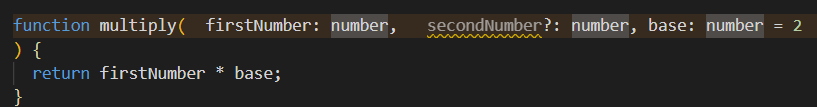 function multiply(  firstNumber: number,   secondNumber?: number, base: number = 2
) {
  return firstNumber * base;
}